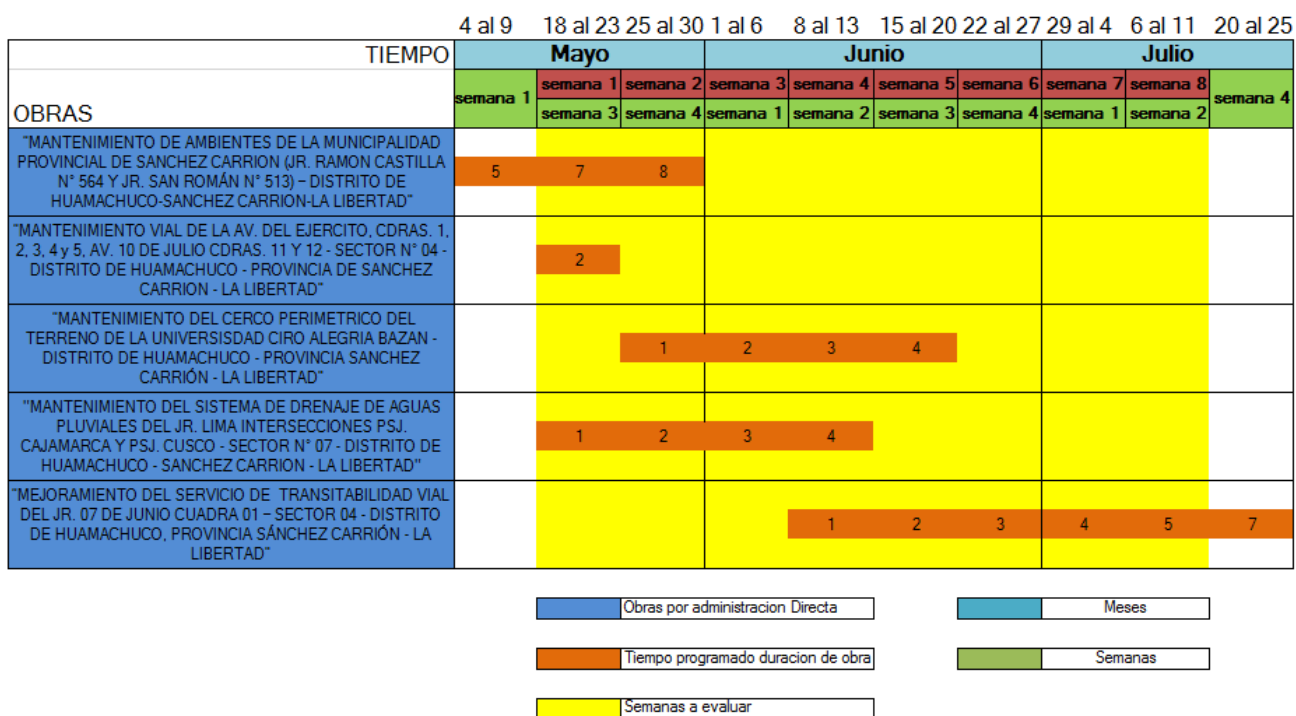 4 al 9 18 al 23 25 al 30 1 al 6 8 al 13 15 al 20 22 al 27 29 al 4 6 al 11 20 al 25
TIEMPO Mayo Junio Julio
semana 1 semana 2 semana 3 semana 4 semana 5 semana 6 semana 7 semana 8
semana 1 semana 4
OBRAS semana 3 semana 4 semana 1 semana 2 semana 3 semana 4 semana 1 semana 2
"MANTENIMIENTO DE AMBIENTES DE LA MUNICIPALIDAD
PROVINCIAL DE SANCHEZ CARRION (JR. RAMON CASTILLA
N° 564 Y JR. SAN ROMÁN N° 513) – DISTRITO DE
HUAMACHUCO-SANCHEZ CARRION-LA LIBERTAD"
5 7 8
"MANTENIMIENTO VIAL DE LA AV. DEL EJERCITO, CDRAS. 1,
2, 3, 4 y 5, AV. 10 DE JULIO CDRAS. 11 Y 12 - SECTOR N° 04 -
DISTRITO DE HUAMACHUCO - PROVINCIA DE SANCHEZ
CARRION - LA LIBERTAD"
2
"MANTENIMIENTO DEL CERCO PERIMETRICO DEL
TERRENO DE LA UNIVERSISDAD CIRO ALEGRIA BAZAN -
DISTRITO DE HUAMACHUCO - PROVINCIA SANCHEZ
CARRIÓN - LA LIBERTAD"
1 2 3 4
"MANTENIMIENTO DEL SISTEMA DE DRENAJE DE AGUAS
PLUVIALES DEL JR. LIMA INTERSECCIONES PSJ.
CAJAMARCA Y PSJ. CUSCO - SECTOR N° 07 - DISTRITO DE
HUAMACHUCO - SANCHEZ CARRION - LA LIBERTAD"
1 2 3 4
"MEJORAMIENTO DEL SERVICIO DE TRANSITABILIDAD VIAL
DEL JR. 07 DE JUNIO CUADRA 01 – SECTOR 04 - DISTRITO
DE HUAMACHUCO, PROVINCIA SÁNCHEZ CARRIÓN - LA
LIBERTAD"
1 2 3 4 5 7
Obras por administracion Directa Meses
Tiempo programado duracion de obra Semanas
Semanas a evaluar